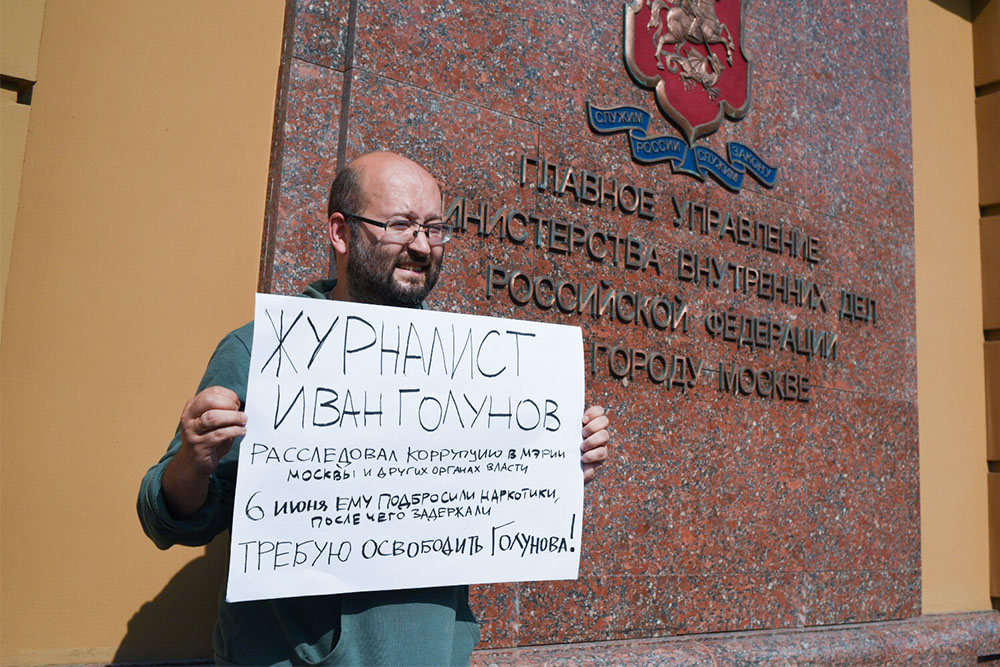 СЛУЖИМ
РОССИИ
СЛУЖИМ
ЗАКОНУ
ГЛАВНОЕ УПРАВЛЕНИЕ
МИНИСТЕРСТВА ВНУТРЕННИХ ДЕЛ
РОССИЙСКОЙ ФЕДЕРАЦИИ
ГОРОДУ МОСКВЕ
ЖУРНАЛИСТ
ИВАН ГОЛУНОВ
РАССЛЕДОВАЛ КОРРУПЦИЮ В МЭРИИ
МОСКВЫ И ДРУГИХ ОРГАНАХ ВЛАСТИ
6 ИЮНЯ ЕМУ ПОДБРОСИЛИ НАРКОТИКИ,
ПОСЛЕ ЧЕГО ЗАДЕРЖАЛИ
ТРЕБУЮ ОСВОБОДИТЬ ГОЛУНОВА!